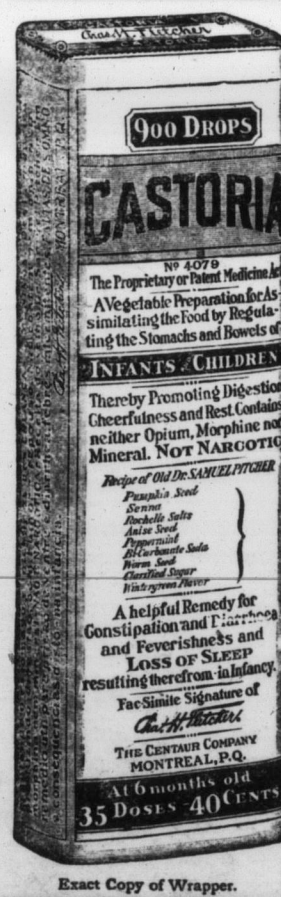 Chas. H. Fletcher
900 DROPS
CASTORIA
Nº 4079
The Proprietary or Patent Medicine Act
A Vegetable Preparation for As-
similating the Food by Regula-
ting the Stomachs and Bowels of
INFANTS & CHILDREN
Thereby Promoting Digestion
Cheerfulness and Rest. Contains
neither Opium, Morphine nor
Mineral. NOT NARCOTIC
Recipe of Old Dr. SAMUEL PITCHER
Pumpkin Seed
Senna
Rochelle Salts
Anise Seed
Peppermint
Bi-Carbonate Soda
Worm Seed
Clarified Sugar
Wintergreen Flavor
A helpful Remedy for
Constipation and Diarrhoea
and Feverishness and
LOSS OF SLEEP
resulting therefrom in Infancy.
Fac-Simile Signature of
Chas. H. Fletcher.
THE CENTAUR COMPANY
MONTREAL, P.Q.
At 6 months old
35 DOSES - 40 CENTS
Exact Copy of Wrapper.